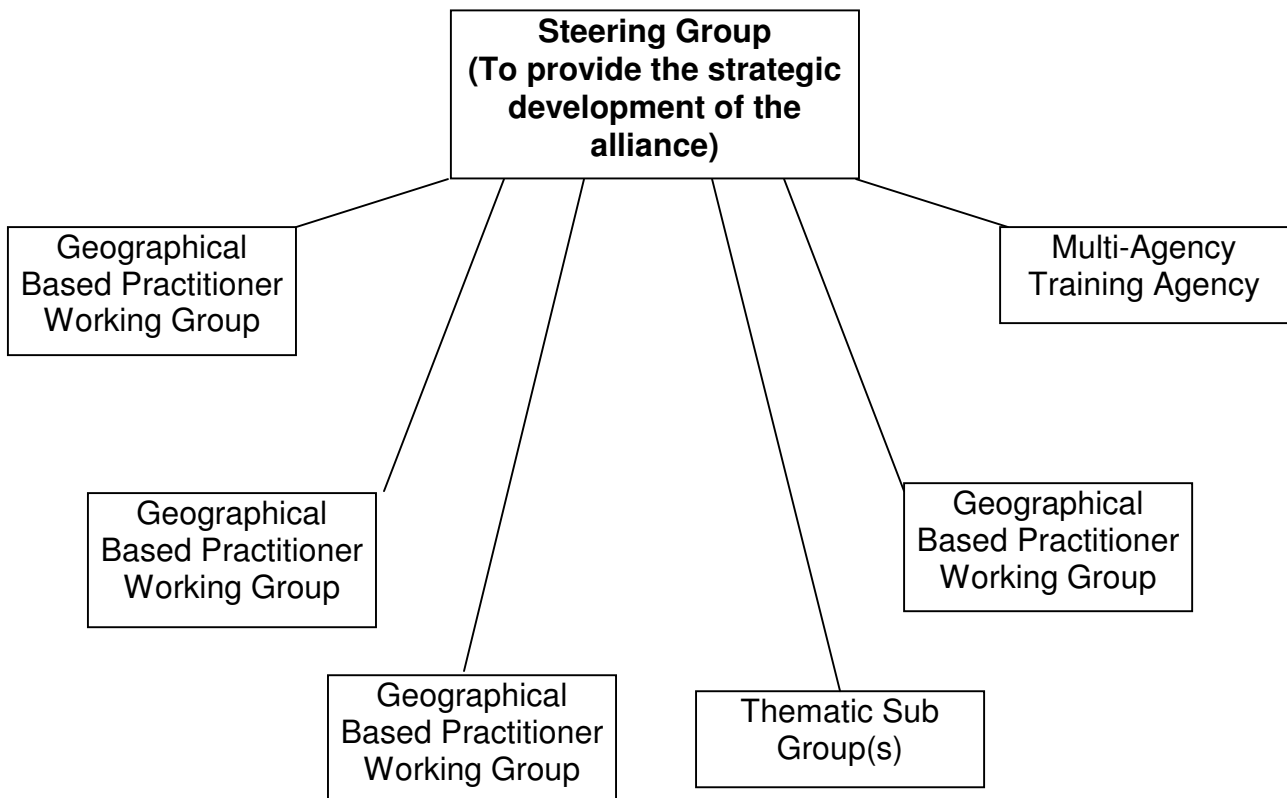 Steering Group
(To provide the strategic
development of the
alliance)
Geographical
Based Practitioner
Working Group
Multi-Agency
Training Agency
Geographical
Based Practitioner
Working Group
Geographical
Based Practitioner
Working Group
Geographical
Based Practitioner
Working Group
Thematic Sub
Group(s)